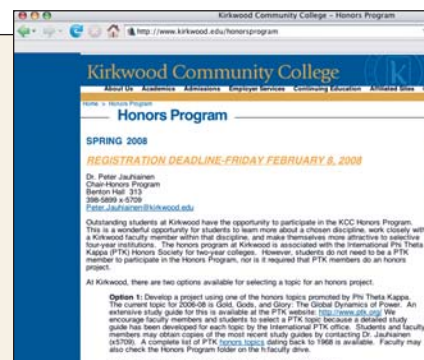 Kirkwood Community College - Honors Program
http://www.kirkwood.edu/honorsprogram
Kirkwood Community College
About Us Academics Admissions Employer Services Continuing Education Affiliated Sites
Home > Honors Program
Honors Program
SPRING 2008
REGISTRATION DEADLINE-FRIDAY FEBRUARY 8, 2008
Dr. Peter Jauhiainen
Chair-Honors Program
Benton Hall 313
398-5899 x-5709
Peter.Jauhiainen@kirkwood.edu
Outstanding students at Kirkwood have the opportunity to participate in the KCC Honors Program.
This is a wonderful opportunity for students to learn more about a chosen discipline, work closely with
a Kirkwood faculty member within that discipline, and make themselves more attractive to selective
four-year institutions. The honors program at Kirkwood is associated with the International Phi Theta
Kappa (PTK) Honors Society for two-year colleges. However, students do not need to be a PTK
member to participate in the Honors Program, nor is it required that PTK members do an honors
project.
At Kirkwood, there are two options available for selecting a topic for an honors project.
Option 1: Develop a project using one of the honors topics promoted by Phi Theta Kappa.
The current topic for 2006-08 is Gold, Gods, and Glory: The Global Dynamics of Power. An
extensive study guide for this is available at the PTK website: http://www.ptk.org/ We
encourage faculty members and students to select a PTK topic because a detailed study
guide has been developed for each topic by the International PTK office. Students and faculty
members may obtain copies of the most recent study guides by contacting Dr. Jauhiainen
(x5709). A complete list of PTK honors topics dating back to 1968 is available. Faculty may
also check the Honors Program folder on the h:faculty drive.